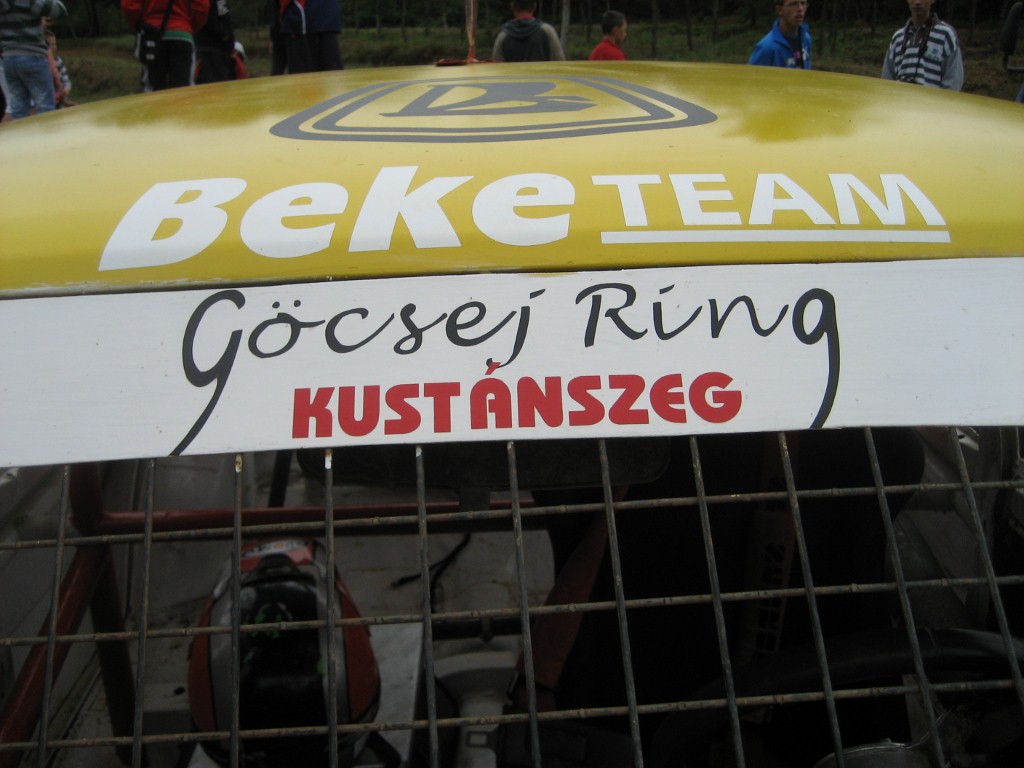 Beke TEAM
Göcsej Ring
KUSTÁNSZEG